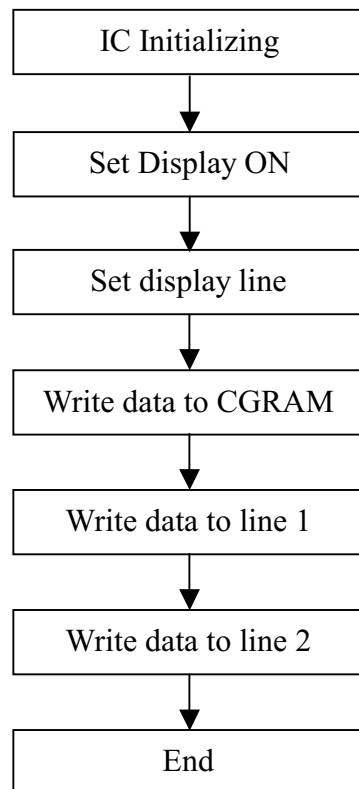 IC Initializing
Set Display ON
Set display line
Write data to CGRAM
Write data to line 1
Write data to line 2
End